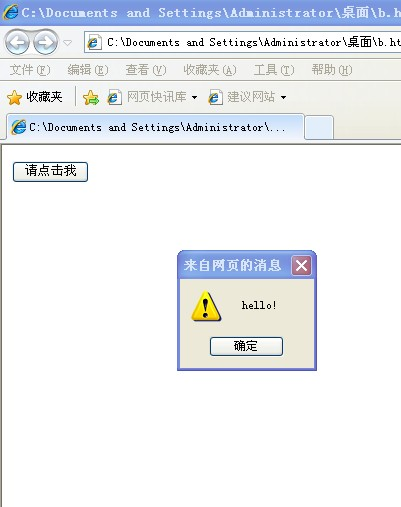 C:\Documents and Settings\Administrator\桌面\b.h
C:\Documents and Settings\Administrator\桌面\b.ht
文件(F) 编辑(E) 查看(V) 收藏夹(A) 工具(T) 帮助(H)
收藏夹 网页快讯库 建议网站
C:\Documents and Settings\Administrator\...
请点击我
来自网页的消息
hello!
确定